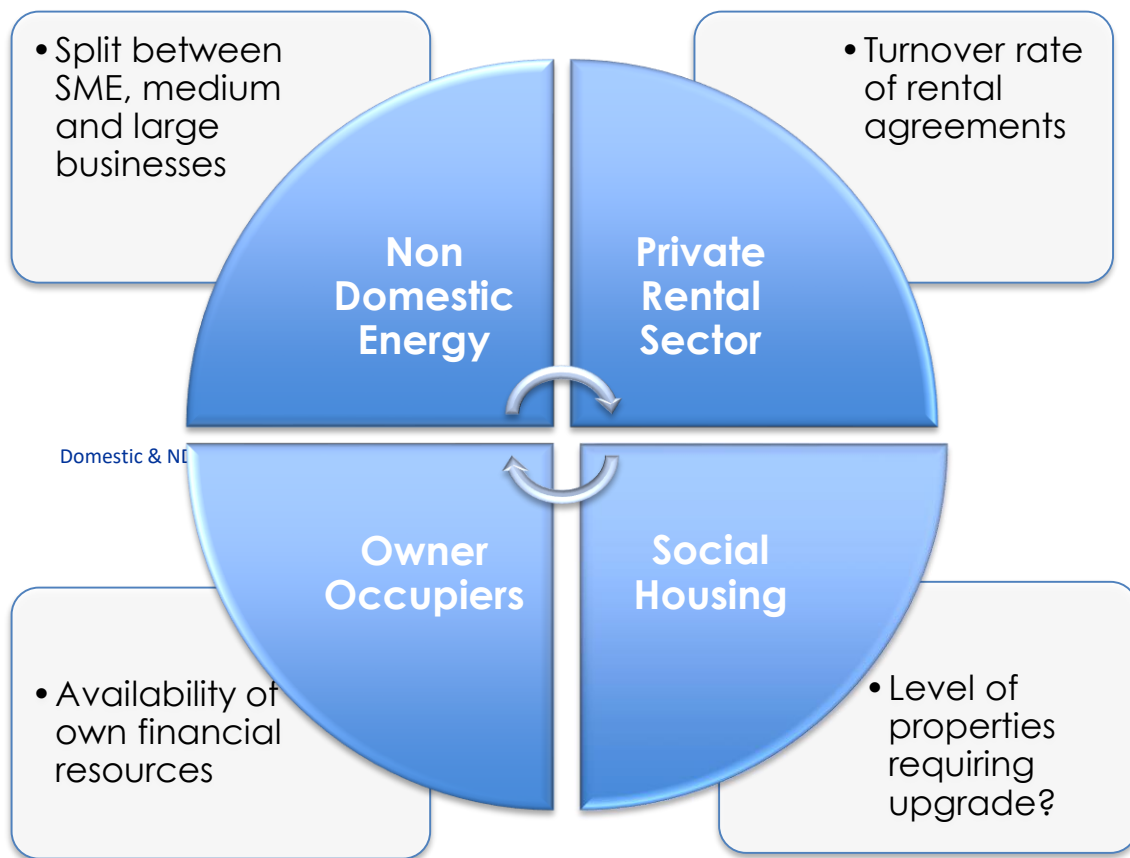 • Split between
SME, medium
and large
businesses
• Turnover rate
of rental
agreements
Non
Domestic
Energy
Private
Rental
Sector
Domestic &
Owner
Occupiers
Social
Housing
• Availability of
own financial
resources
• Level of
properties
requiring
upgrade?